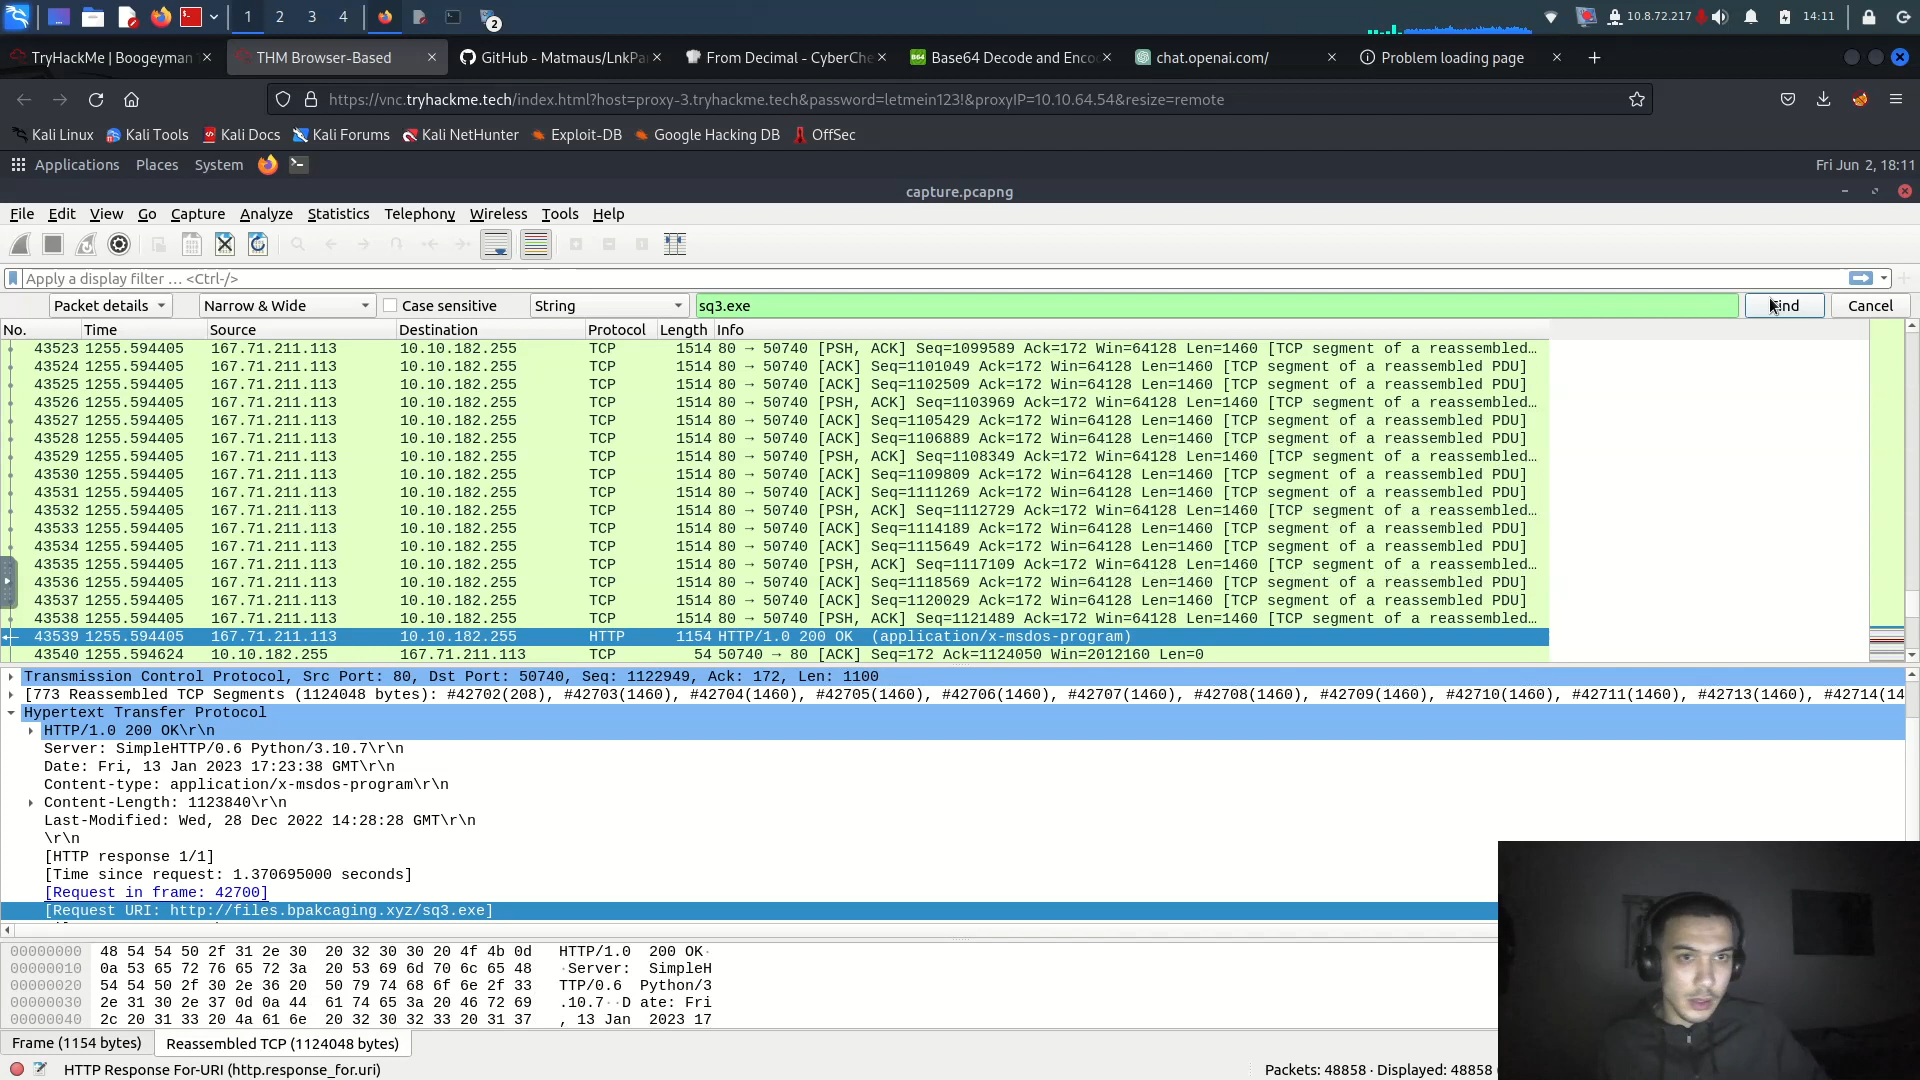 1 2 3 4 2 10.8.72.217 14:11
TryHackMe | Boogeyman THM Browser-Based GitHub - Matmaus/LnkPa From Decimal - CyberChe Base64 Decode and Enco chat.openai.com/ Problem loading page
https://vnc.tryhackme.tech/index.html?host=proxy-3.tryhackme.tech&password=letmein123!&proxyIP=10.10.64.54&resize=remote
Kali Linux Kali Tools Kali Docs Kali Forums Kali NetHunter Exploit-DB Google Hacking DB OffSec
Applications Places System Fri Jun 2, 18:11
capture.pcapng
File Edit View Go Capture Analyze Statistics Telephony Wireless Tools Help
Apply a display filter … <Ctrl-/>
Packet details Narrow & Wide Case sensitive String sq3.exe Cancel
No. Time Source Destination Protocol Length Info
43523 1255.594405 167.71.211.113 10.10.182.255 TCP 1514 80 → 50740 [PSH, ACK] Seq=1099589 Ack=172 Win=64128 Len=1460 [TCP segment of a reassembled…
43524 1255.594405 167.71.211.113 10.10.182.255 TCP 1514 80 → 50740 [ACK] Seq=1101049 Ack=172 Win=64128 Len=1460 [TCP segment of a reassembled PDU]
43525 1255.594405 167.71.211.113 10.10.182.255 TCP 1514 80 → 50740 [ACK] Seq=1102509 Ack=172 Win=64128 Len=1460 [TCP segment of a reassembled PDU]
43526 1255.594405 167.71.211.113 10.10.182.255 TCP 1514 80 → 50740 [PSH, ACK] Seq=1103969 Ack=172 Win=64128 Len=1460 [TCP segment of a reassembled…
43527 1255.594405 167.71.211.113 10.10.182.255 TCP 1514 80 → 50740 [ACK] Seq=1105429 Ack=172 Win=64128 Len=1460 [TCP segment of a reassembled PDU]
43528 1255.594405 167.71.211.113 10.10.182.255 TCP 1514 80 → 50740 [ACK] Seq=1106889 Ack=172 Win=64128 Len=1460 [TCP segment of a reassembled PDU]
43529 1255.594405 167.71.211.113 10.10.182.255 TCP 1514 80 → 50740 [PSH, ACK] Seq=1108349 Ack=172 Win=64128 Len=1460 [TCP segment of a reassembled…
43530 1255.594405 167.71.211.113 10.10.182.255 TCP 1514 80 → 50740 [ACK] Seq=1109809 Ack=172 Win=64128 Len=1460 [TCP segment of a reassembled PDU]
43531 1255.594405 167.71.211.113 10.10.182.255 TCP 1514 80 → 50740 [ACK] Seq=1111269 Ack=172 Win=64128 Len=1460 [TCP segment of a reassembled PDU]
43532 1255.594405 167.71.211.113 10.10.182.255 TCP 1514 80 → 50740 [PSH, ACK] Seq=1112729 Ack=172 Win=64128 Len=1460 [TCP segment of a reassembled…
43533 1255.594405 167.71.211.113 10.10.182.255 TCP 1514 80 → 50740 [ACK] Seq=1114189 Ack=172 Win=64128 Len=1460 [TCP segment of a reassembled PDU]
43534 1255.594405 167.71.211.113 10.10.182.255 TCP 1514 80 → 50740 [ACK] Seq=1115649 Ack=172 Win=64128 Len=1460 [TCP segment of a reassembled PDU]
43535 1255.594405 167.71.211.113 10.10.182.255 TCP 1514 80 → 50740 [PSH, ACK] Seq=1117109 Ack=172 Win=64128 Len=1460 [TCP segment of a reassembled…
43536 1255.594405 167.71.211.113 10.10.182.255 TCP 1514 80 → 50740 [ACK] Seq=1118569 Ack=172 Win=64128 Len=1460 [TCP segment of a reassembled PDU]
43537 1255.594405 167.71.211.113 10.10.182.255 TCP 1514 80 → 50740 [ACK] Seq=1120029 Ack=172 Win=64128 Len=1460 [TCP segment of a reassembled PDU]
43538 1255.594405 167.71.211.113 10.10.182.255 TCP 1514 80 → 50740 [PSH, ACK] Seq=1121489 Ack=172 Win=64128 Len=1460 [TCP segment of a reassembled…
43539 1255.594405 167.71.211.113 10.10.182.255 HTTP 1154 HTTP/1.0 200 OK (application/x-msdos-program)
43540 1255.594624 10.10.182.255 167.71.211.113 TCP 54 50740 → 80 [ACK] Seq=172 Ack=1124050 Win=2012160 Len=0
Transmission Control Protocol, Src Port: 80, Dst Port: 50740, Seq: 1122949, Ack: 172, Len: 1100
[773 Reassembled TCP Segments (1124048 bytes): #42702(208), #42703(1460), #42704(1460), #42705(1460), #42706(1460), #42707(1460), #42708(1460), #42709(1460), #42710(1460), #42711(1460), #42713(1460), #42714(14
Hypertext Transfer Protocol
HTTP/1.0 200 OK\r\n
Server: SimpleHTTP/0.6 Python/3.10.7\r\n
Date: Fri, 13 Jan 2023 17:23:38 GMT\r\n
Content-type: application/x-msdos-program\r\n
Content-Length: 1123840\r\n
Last-Modified: Wed, 28 Dec 2022 14:28:28 GMT\r\n
\r\n
[HTTP response 1/1]
[Time since request: 1.370695000 seconds]
[Request in frame: 42700]
[Request URI: http://files.bpakcaging.xyz/sq3.exe]
00000000 48 54 54 50 2f 31 2e 30 20 32 30 30 20 4f 4b 0d HTTP/1.0 200 OK·
00000010 0a 53 65 72 76 65 72 3a 20 53 69 6d 70 6c 65 48 ·Server: SimpleH
00000020 54 54 50 2f 30 2e 36 20 50 79 74 68 6f 6e 2f 33 TTP/0.6 Python/3
00000030 2e 31 30 2e 37 0d 0a 44 61 74 65 3a 20 46 72 69 .10.7··D ate: Fri
00000040 2c 20 31 33 20 4a 61 6e 20 32 30 32 33 20 31 37 , 13 Jan 2023 17
Frame (1154 bytes) Reassembled TCP (1124048 bytes)
HTTP Response For-URI (http.response_for.uri) Packets: 48858 · Displayed: 48858